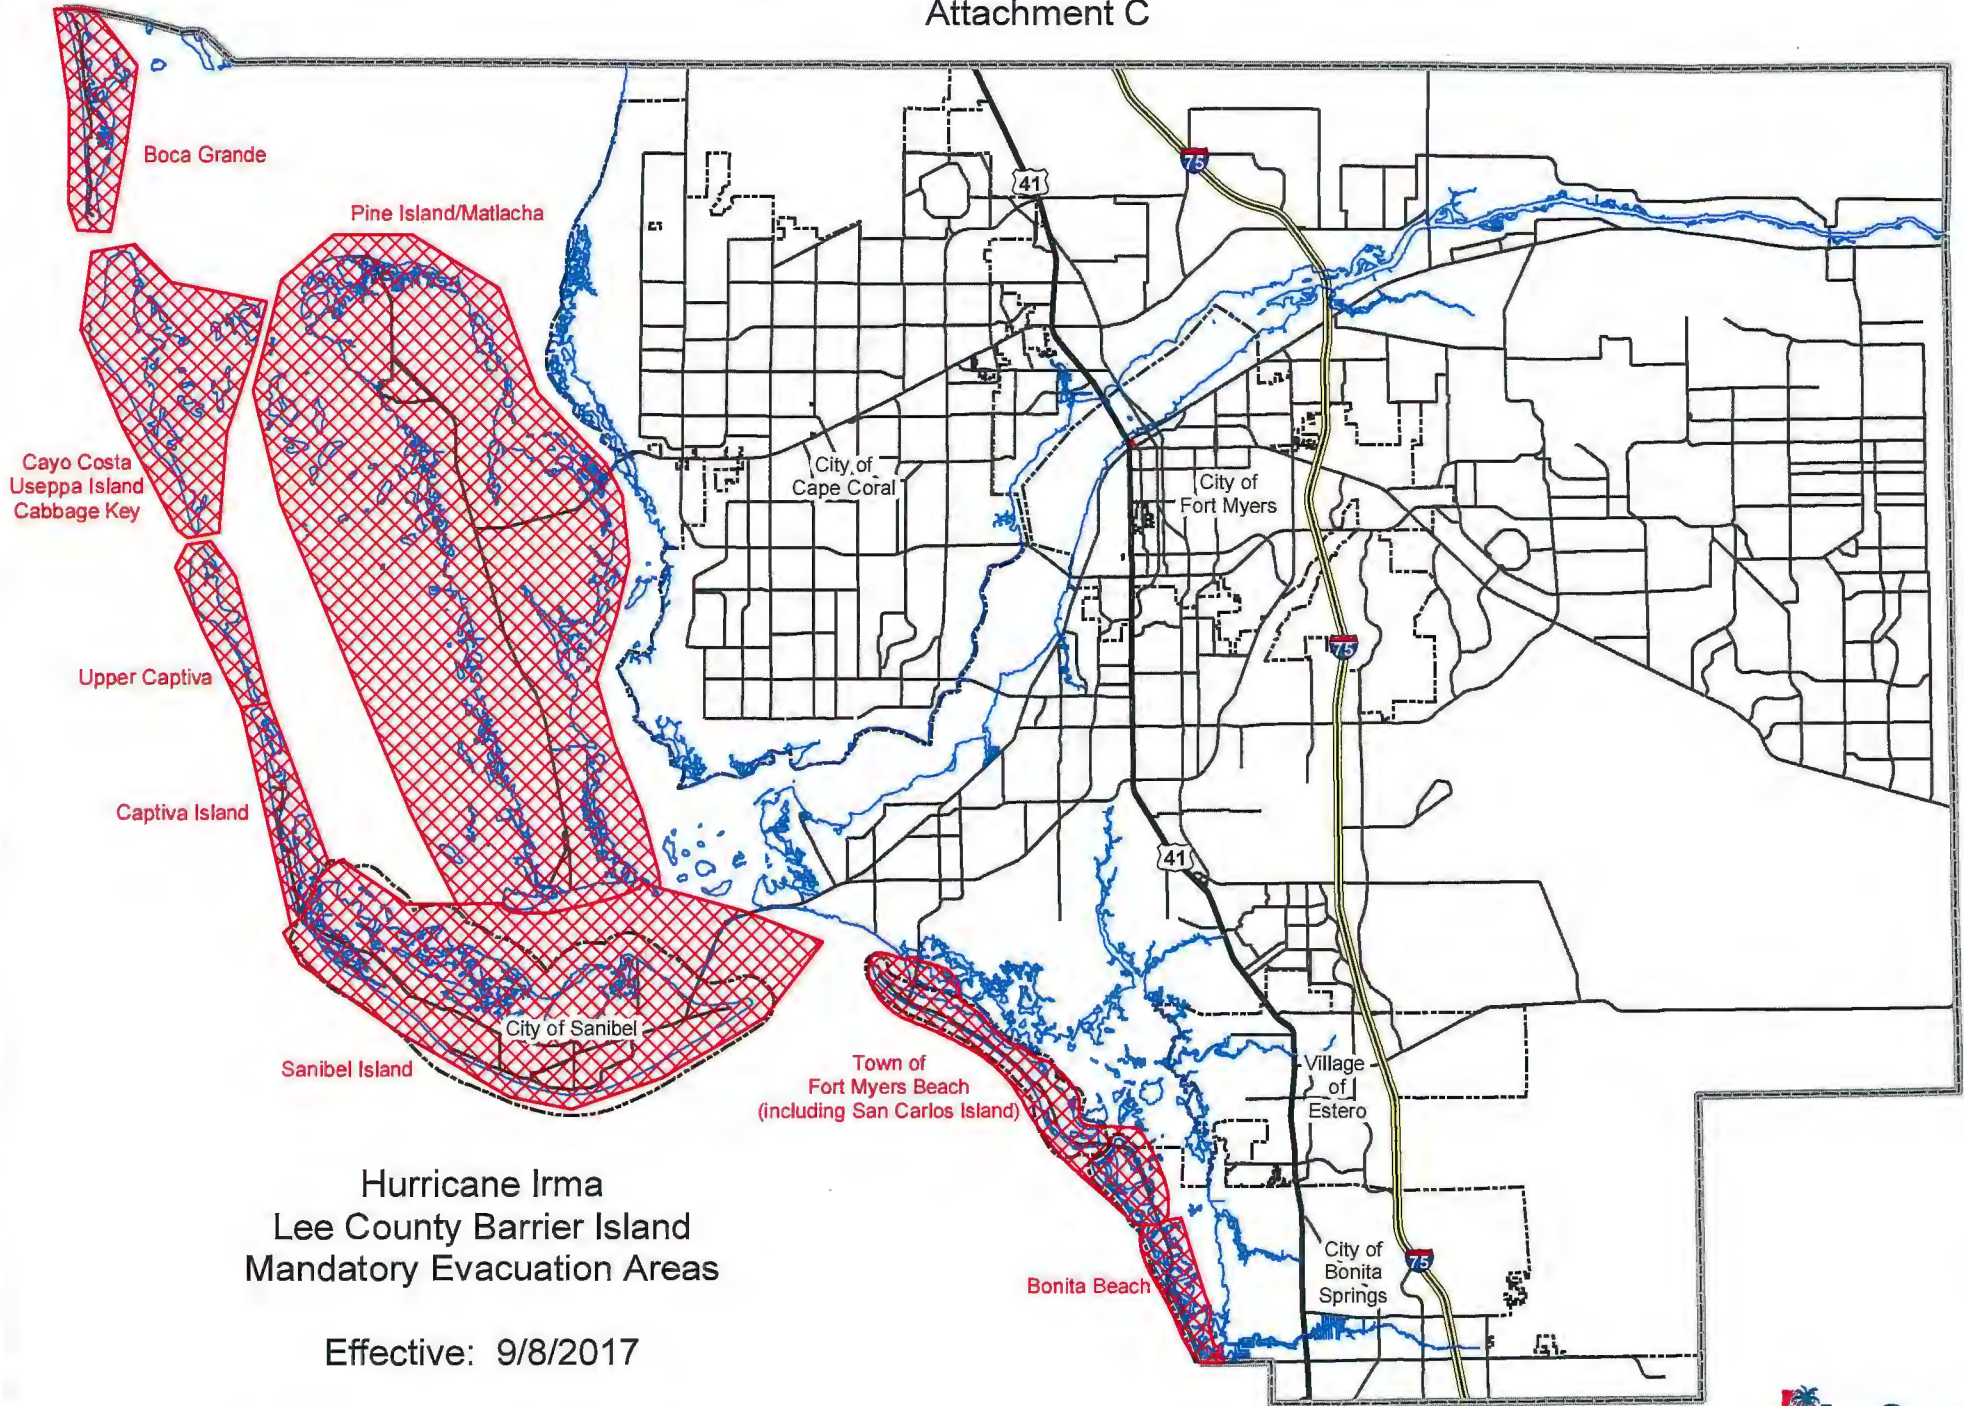 Attachment C
Boca Grande
Pine Island/Matlacha
75
41
Cayo Costa
Useppa Island
Cabbage Key
City of
Cape Coral
City of
Fort Myers
75
Upper Captiva
Captiva Island
41
City of Sanibel
Sanibel Island
Town of
Fort Myers Beach
(including San Carlos Island)
Village
of
Estero
Hurricane Irma
Lee County Barrier Island
Mandatory Evacuation Areas
City of
Bonita
Springs
75
Bonita Beach
Effective: 9/8/2017